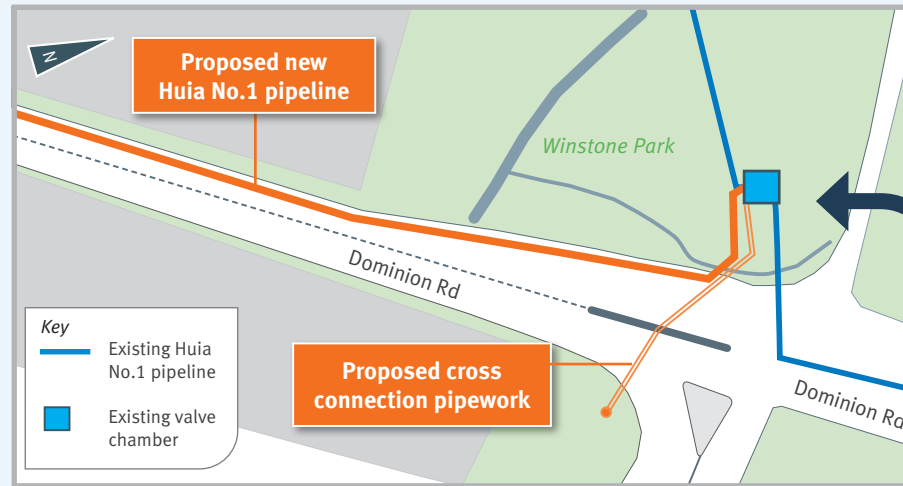 N
Proposed new
Huia No.1 pipeline
Winstone Park
Dominion Rd
Key
Existing Huia
No.1 pipeline
Existing valve
chamber
Proposed cross
connection pipework
Dominion Rd